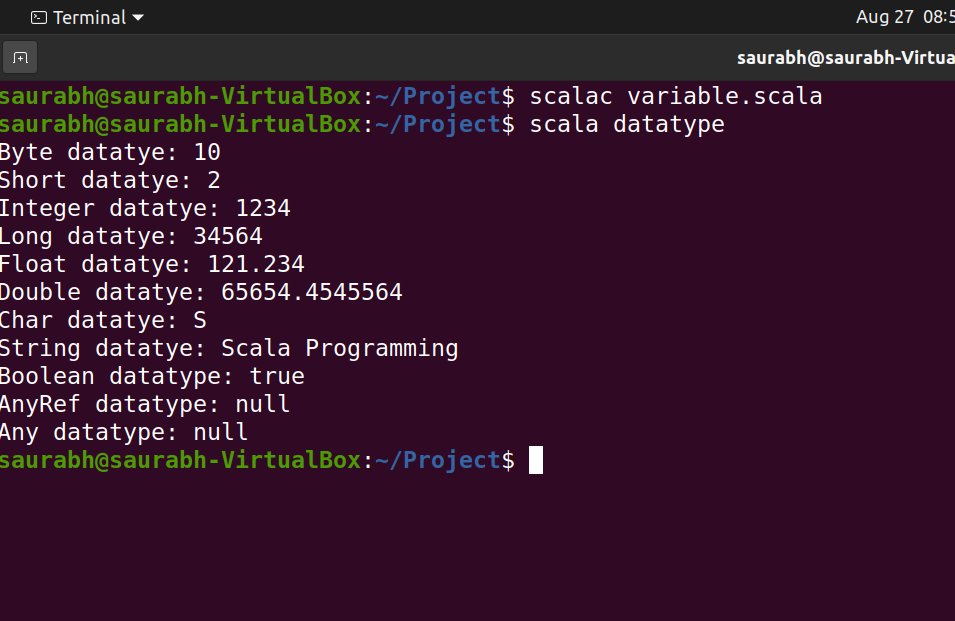 Terminal
Aug 27 08:5
saurabh@saurabh-Virtua
saurabh@saurabh-VirtualBox:~/Project$ scalac variable.scala
saurabh@saurabh-VirtualBox:~/Project$ scala datatype
Byte datatye: 10
Short datatye: 2
Integer datatye: 1234
Long datatye: 34564
Float datatye: 121.234
Double datatye: 65654.4545564
Char datatye: S
String datatye: Scala Programming
Boolean datatype: true
AnyRef datatype: null
Any datatype: null
saurabh@saurabh-VirtualBox:~/Project$